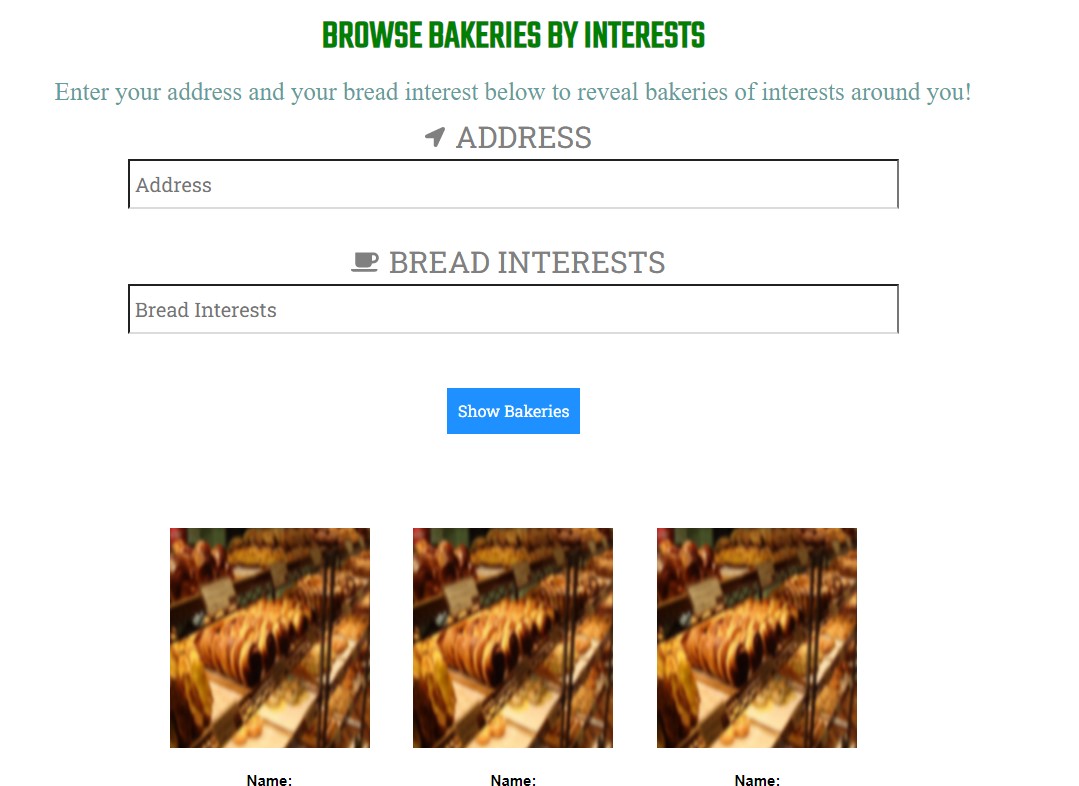 BROWSE BAKERIES BY INTERESTS
Enter your address and your bread interest below to reveal bakeries of interests around you!
ADDRESS
Address
BREAD INTERESTS
Bread Interests
Show Bakeries
Name: Name: Name: